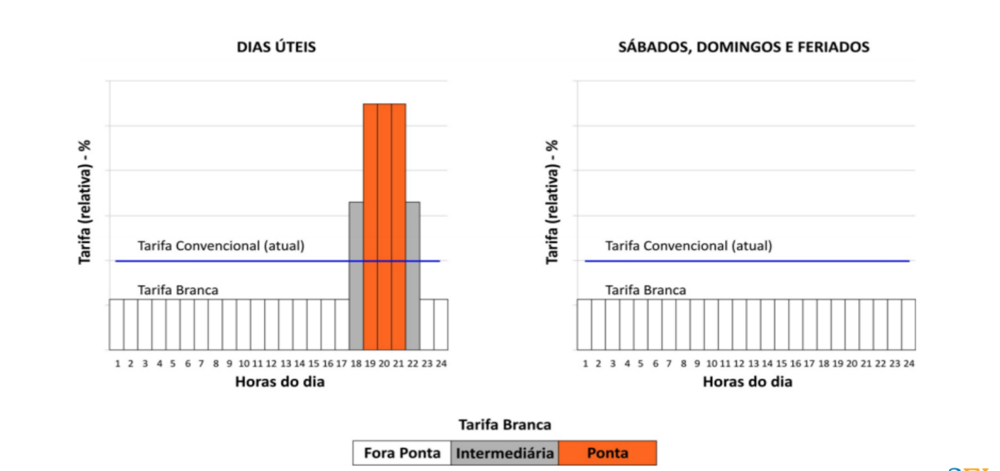 DIAS ÚTEIS
Tarifa (relativa) - %
Tarifa Convencional (atual)
Tarifa Branca
1 2 3 4 5 6 7 8 9 10 11 12 13 14 15 16 17 18 19 20 21 22 23 24
Horas do dia
SÁBADOS, DOMINGOS E FERIADOS
Tarifa (relativa) - %
Tarifa Convencional (atual)
Tarifa Branca
1 2 3 4 5 6 7 8 9 10 11 12 13 14 15 16 17 18 19 20 21 22 23 24
Horas do dia
Tarifa Branca
Fora Ponta Intermediária Ponta